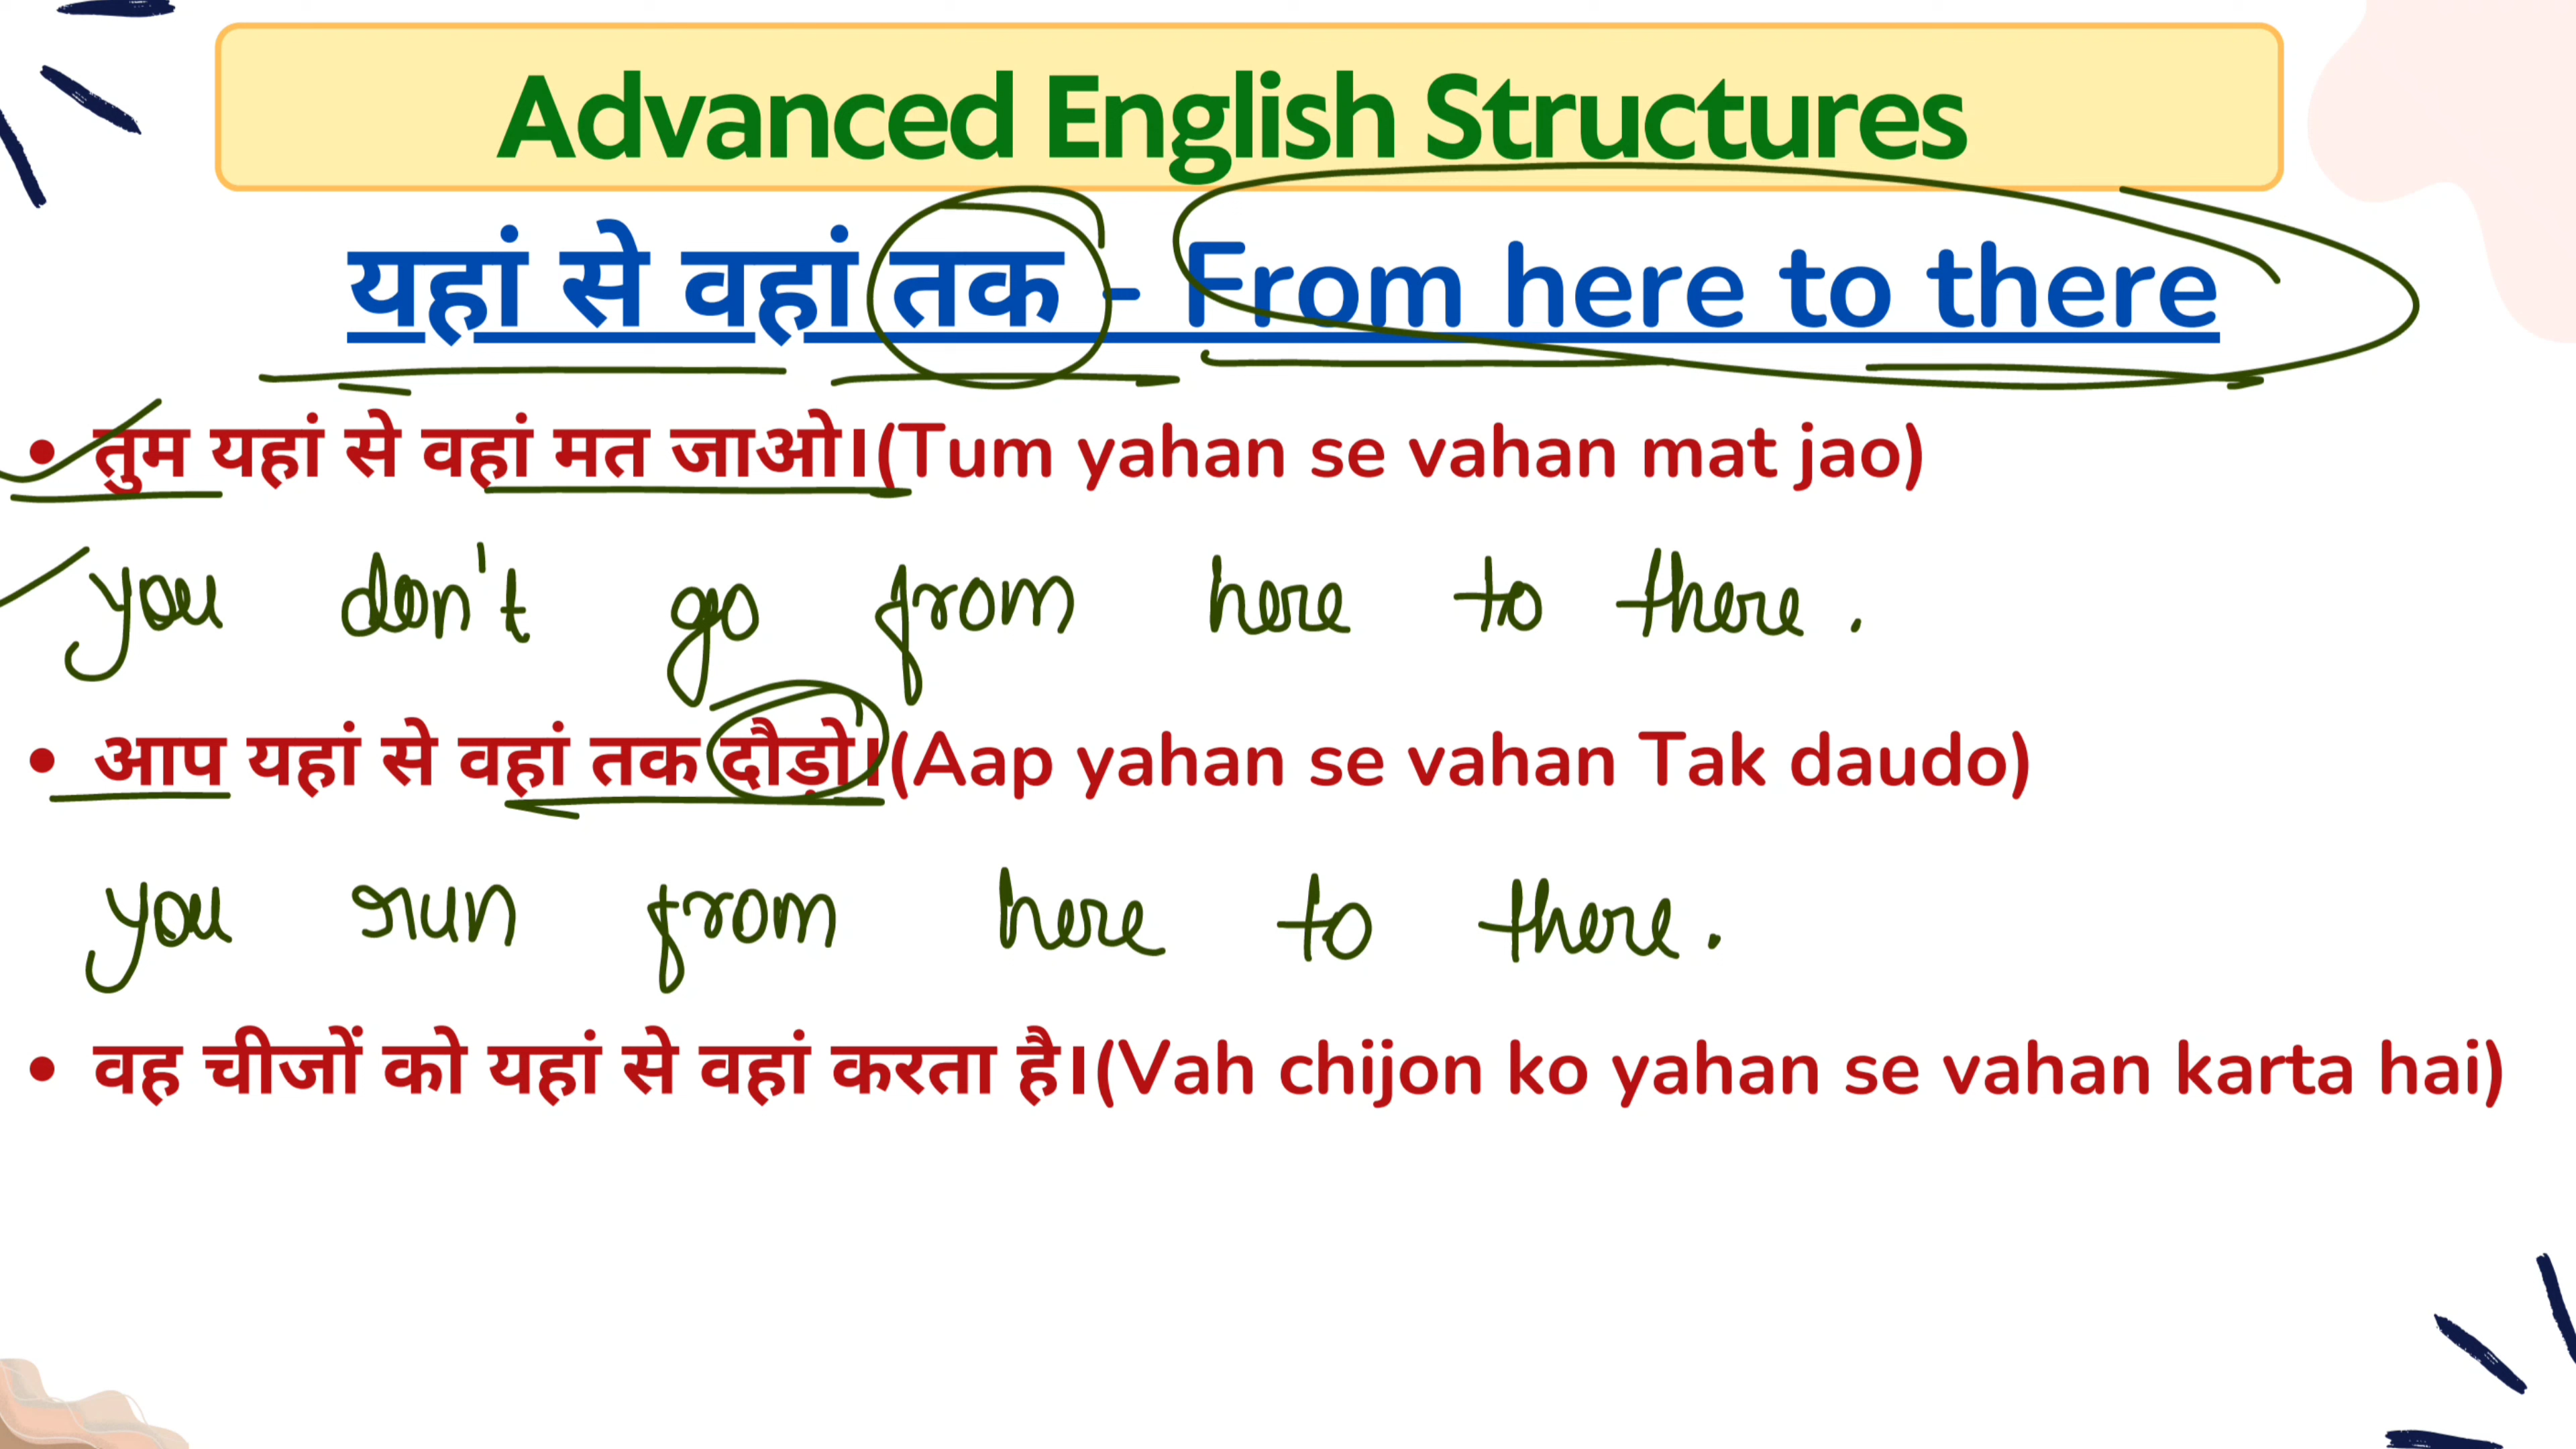 Advanced English Structures
यहां से वहां तक - From here to there
• तुम यहां से वहां मत जाओ।(Tum yahan se vahan mat jao)
you don't go from here to there.
• आप यहां से वहां तक दौड़ो।(Aap yahan se vahan Tak daudo)
you run from here to there.
• वह चीजों को यहां से वहां करता है।(Vah chijon ko yahan se vahan karta hai)